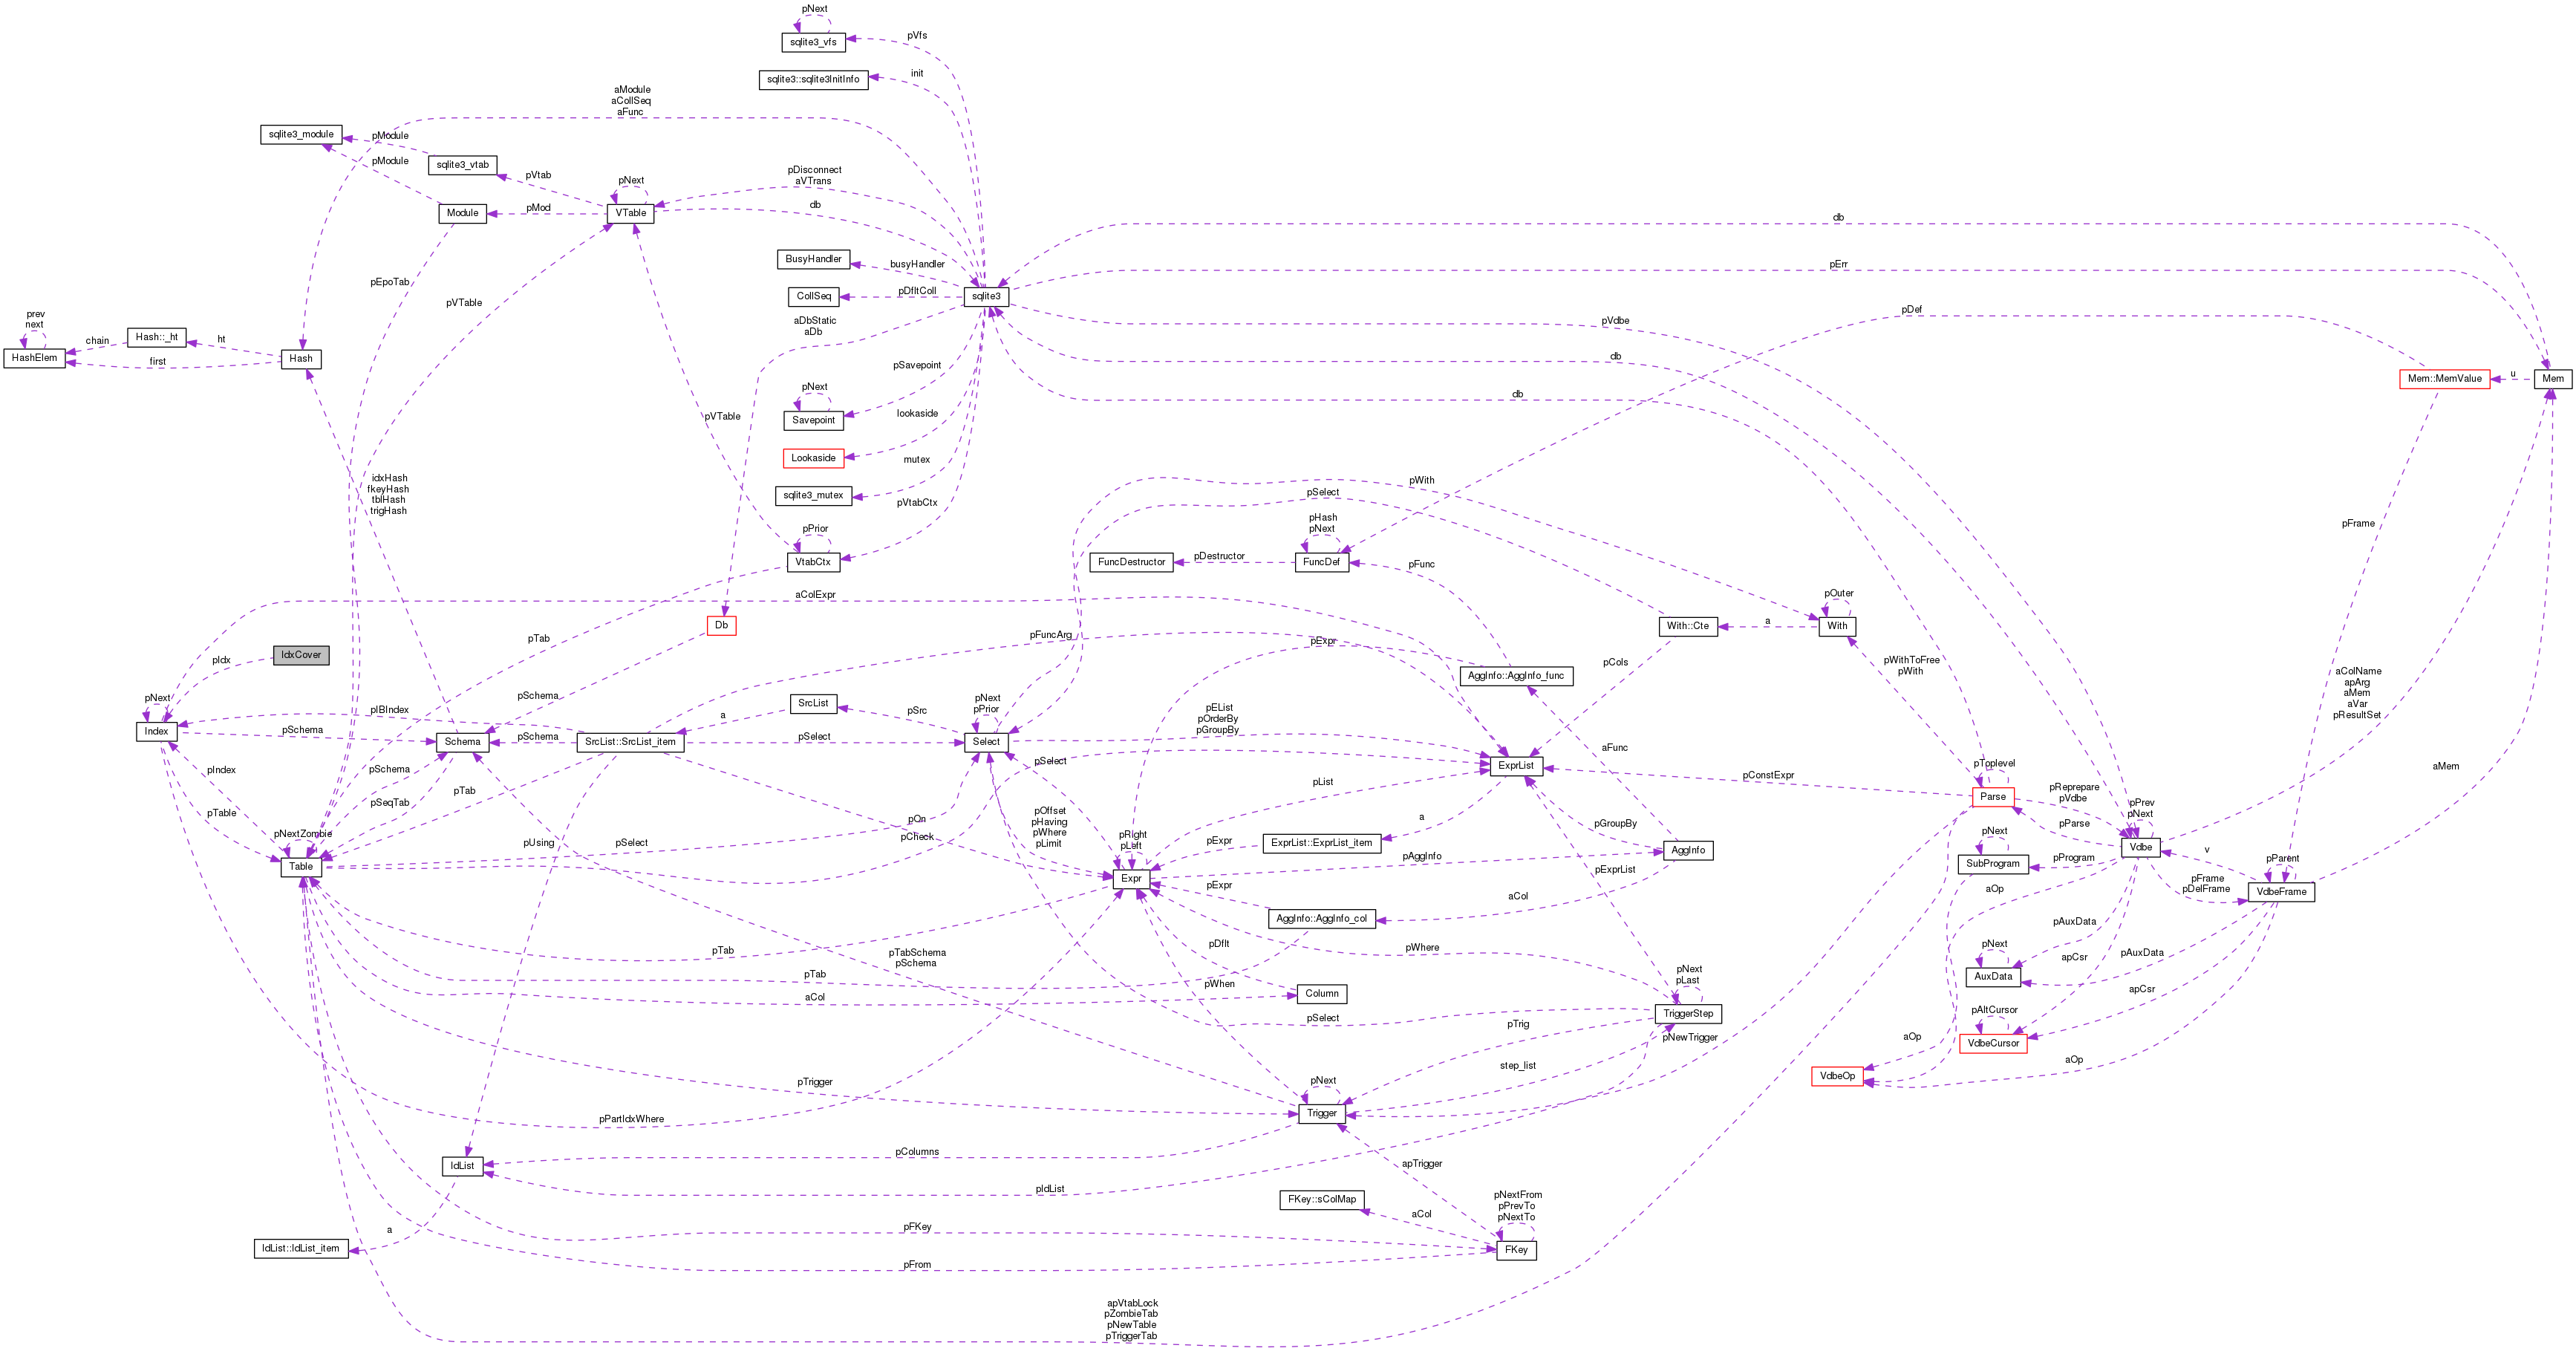 pNext
sqlite3_vfs
pVfs
sqlite3::sqlite3InitInfo
init
aModule
aCollSeq
aFunc
sqlite3_module
pModule
pModule
sqlite3_vtab
pVtab
pNext
pDisconnect
aVTrans
Module
pMod
VTable
db
db
BusyHandler
busyHandler
pErr
pEpoTab
CollSeq
pDfltColl
sqlite3
pVTable
aDbStatic
aDb
pDef
pVdbe
prev
next
Hash::_ht
chain
ht
HashElem
first
Hash
db
pSavepoint
pNext
Mem::MemValue
u
Mem
db
Savepoint
pVTable
lookaside
Lookaside
mutex
sqlite3_mutex
idxHash
fkeyHash
tblHash
trigHash
pWith
pSelect
pVtabCtx
pFrame
pPrior
VtabCtx
pHash
pNext
FuncDestructor
pDestructor
FuncDef
pFunc
aColExpr
pOuter
Db
With::Cte
a
With
pTab
pFuncArg
pExpr
IdxCover
pIdx
pCols
pWithToFree
pWith
AggInfo::AggInfo_func
aColName
apArg
aMem
aVar
pResultSet
pNext
pSchema
SrcList
pNext
pPrior
pEList
pOrderBy
pGroupBy
pIBIndex
a
pSrc
Index
pSchema
Schema
pSchema
SrcList::SrcList_item
pSelect
Select
aFunc
pSchema
pSelect
ExprList
pConstExpr
pToplevel
aMem
pIndex
pList
Parse
pReprepare
pVdbe
pSeqTab
pTab
pTable
pOffset
pHaving
pWhere
pLimit
pOn
a
pGroupBy
pPrev
pNext
pParse
pNextZombie
pUsing
pSelect
pCheck
pRight
pLeft
pExpr
ExprList::ExprList_item
pAggInfo
AggInfo
pNext
Vdbe
v
Table
Expr
pExprList
SubProgram
pProgram
pParent
pExpr
aCol
aOp
pFrame
pDelFrame
VdbeFrame
AggInfo::AggInfo_col
pAuxData
pTab
pTabSchema
pSchema
pDflt
pWhere
pNext
apCsr
pAuxData
pTab
pWhen
pNext
pLast
AuxData
aCol
Column
apCsr
pSelect
TriggerStep
pAltCursor
pTrig
pNewTrigger
aOp
VdbeCursor
step_list
aOp
pTrigger
pNext
VdbeOp
pPartIdxWhere
Trigger
pColumns
IdList
apTrigger
pIdList
FKey::sColMap
pNextFrom
pPrevTo
pNextTo
aCol
a
pFKey
IdList::IdList_item
FKey
pFrom
apVtabLock
pZombieTab
pNewTable
pTriggerTab